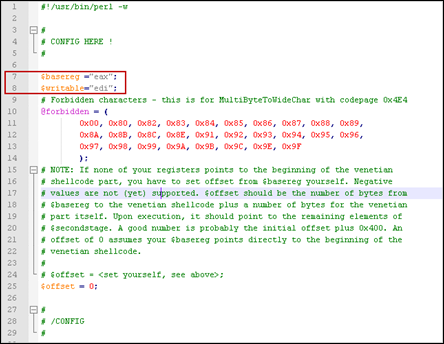 1 #!/usr/bin/perl -w
2
3 #
4 # CONFIG HERE !
5 #
6
7 $basereg ="eax";
8 $writable="edi";
9 # Forbidden characters - this is for MultiByteToWideChar with codepage 0x4E4
10 @forbidden = (
11 0x00, 0x80, 0x82, 0x83, 0x84, 0x85, 0x86, 0x87, 0x88, 0x89,
12 0x8A, 0x8B, 0x8C, 0x8E, 0x91, 0x92, 0x93, 0x94, 0x95, 0x96,
13 0x97, 0x98, 0x99, 0x9A, 0x9B, 0x9C, 0x9E, 0x9F
14 );
15 # NOTE: If none of your registers points to the beginning of the venetian
16 # shellcode part, you have to set offset from $basereg yourself. Negative
17 # values are not (yet) supported. $offset should be the number of bytes from
18 # $basereg to the venetian shellcode plus a number of bytes for the venetian
19 # part itself. Upon execution, it should point to the remaining elements of
20 # $secondstage. A good number is probably the initial offset plus 0x400. An
21 # offset of 0 assumes your $basereg points directly to the beginning of the
22 # venetian shellcode.
23 #
24 # $offset = <set yourself, see above>;
25 $offset = 0;
26
27 #
28 # /CONFIG
29 #